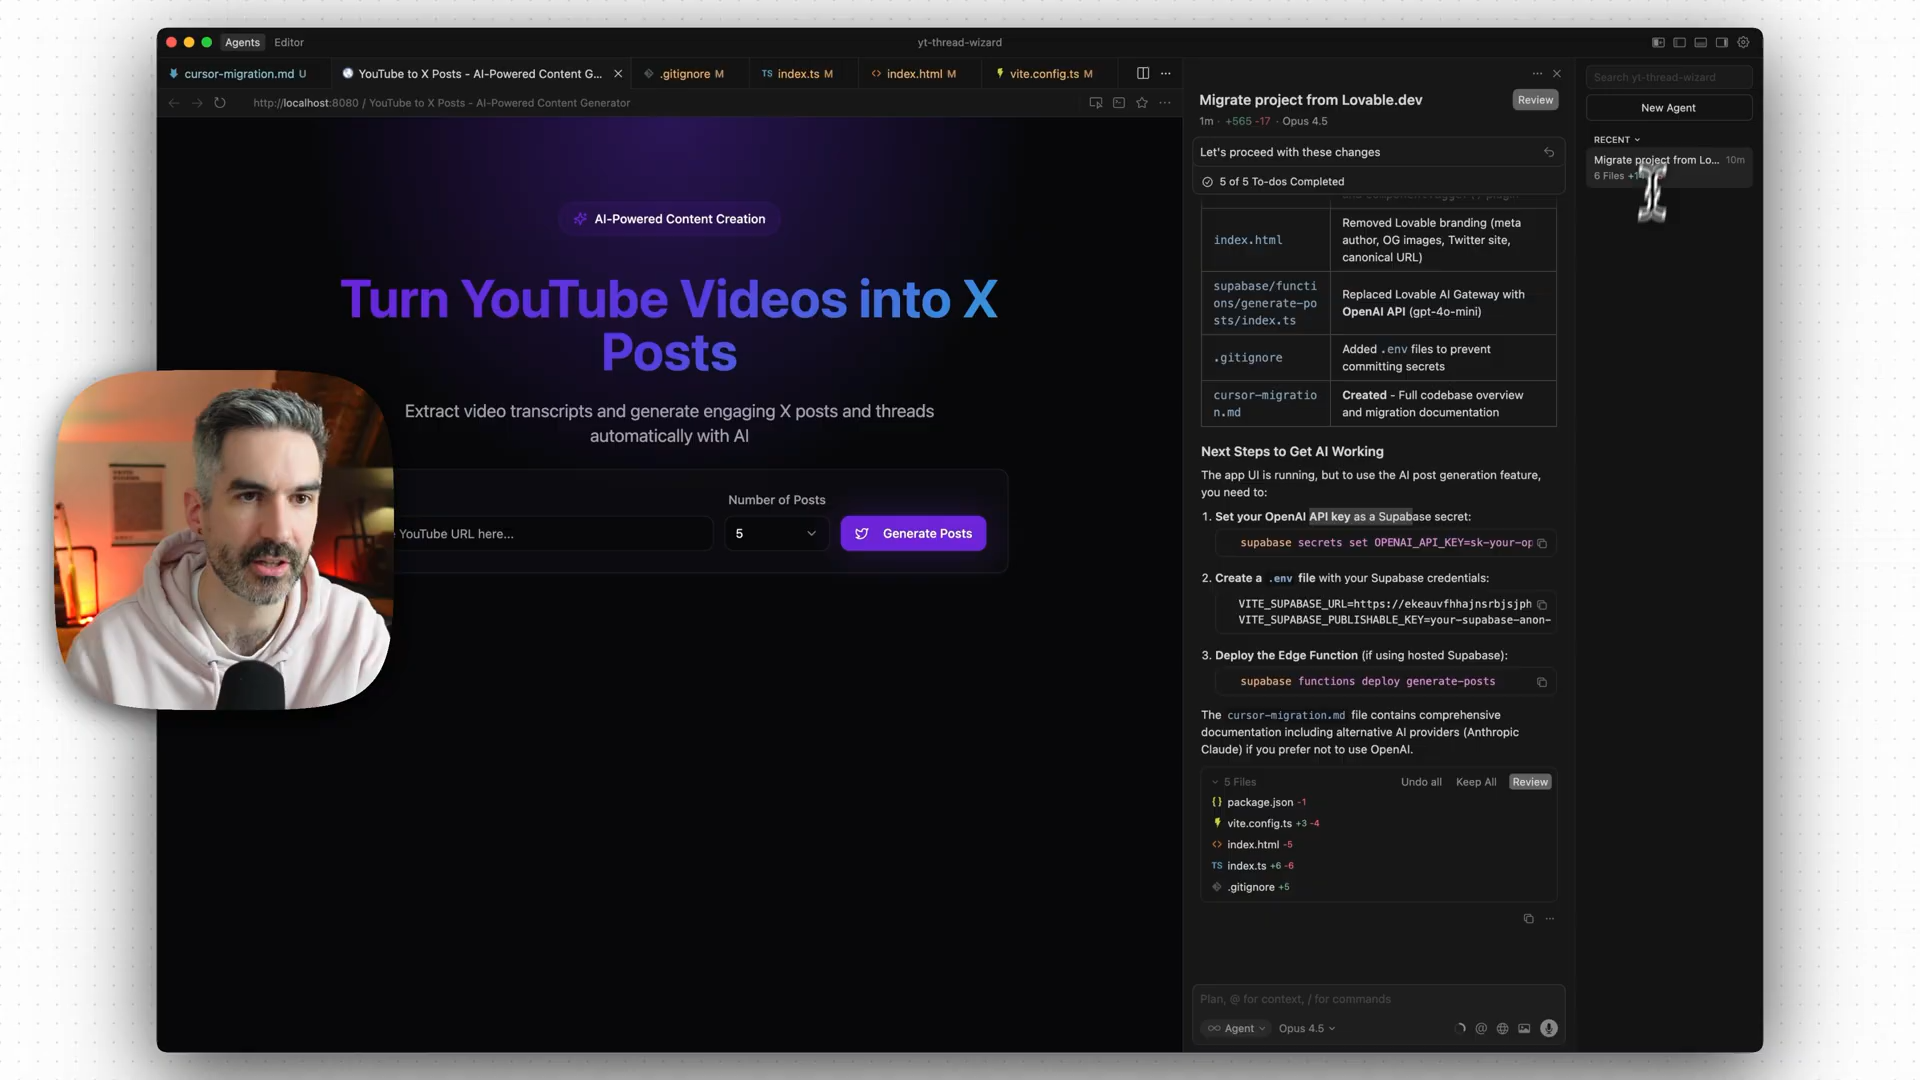 Agents Editor
yt-thread-wizard
cursor-migration.md U
YouTube to X Posts - AI-Powered Content G...
.gitignore M
TS index.ts M
index.html M
vite.config.ts M
http://localhost:8080 / YouTube to X Posts - AI-Powered Content Generator
AI-Powered Content Creation
Turn YouTube Videos into X
Posts
Extract video transcripts and generate engaging X posts and threads
automatically with AI
Number of Posts
YouTube URL here...
5
Generate Posts
Migrate project from Lovable.dev
Review
1m · +565 -17 · Opus 4.5
Let's proceed with these changes
5 of 5 To-dos Completed
index.html
Removed Lovable branding (meta
author, OG images, Twitter site,
canonical URL)
supabase/functi
ons/generate-po
sts/index.ts
Replaced Lovable AI Gateway with
OpenAI API (gpt-4o-mini)
.gitignore
Added .env files to prevent
committing secrets
cursor-migratio
n.md
Created - Full codebase overview
and migration documentation
Next Steps to Get AI Working
The app UI is running, but to use the AI post generation feature,
you need to:
1. Set your OpenAI API key as a Supabase secret:
supabase secrets set OPENAI_API_KEY=sk-your-op
2. Create a .env file with your Supabase credentials:
VITE_SUPABASE_URL=https://ekeauvfhhajnsrbjsjph
VITE_SUPABASE_PUBLISHABLE_KEY=your-supabase-anon-
3. Deploy the Edge Function (if using hosted Supabase):
supabase functions deploy generate-posts
The cursor-migration.md file contains comprehensive
documentation including alternative AI providers (Anthropic
Claude) if you prefer not to use OpenAI.
5 Files
Undo all Keep All Review
package.json -1
vite.config.ts +3 -4
index.html -5
TS index.ts +6 -6
.gitignore +5
Plan, @ for context, / for commands
Agent
Opus 4.5
Search yt-thread-wizard
New Agent
RECENT
Migrate project from Lo... 10m
6 Files